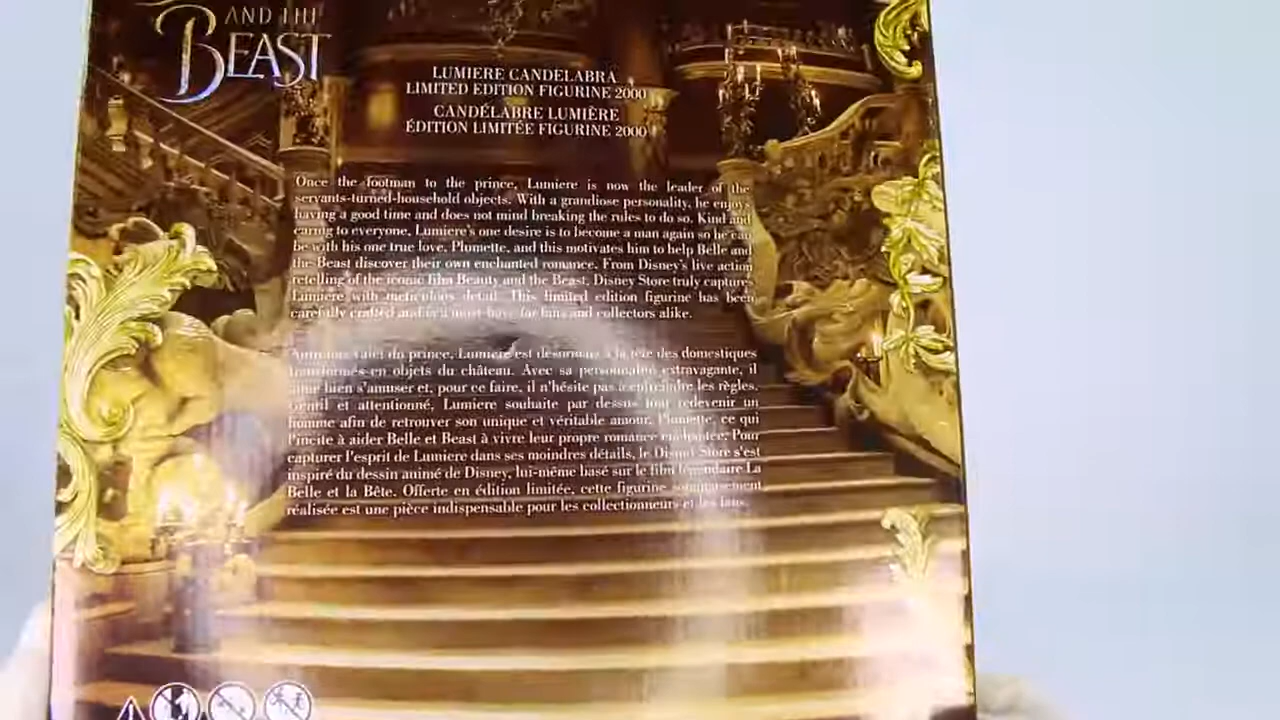 AND THE
BEAST
LUMIERE CANDELABRA
LIMITED EDITION FIGURINE 2000
CANDÉLABRE LUMIÈRE
ÉDITION LIMITÉE FIGURINE 2000
Once the footman to the prince, Lumiere is now the leader of the
servants-turned-household objects. With a grandiose personality, he enjoys
having a good time and does not mind breaking the rules to do so. Kind and
caring to everyone, Lumiere's one desire is to become a man again so he can
be with his one true love, Plumette, and this motivates him to help Belle and
the Beast discover their own enchanted romance. From Disney's live action
retelling of the iconic film Beauty and the Beast, Disney Store truly captures
Lumiere with meticulous detail. This limited edition figurine has been
carefully crafted and is a must-have for fans and collectors alike.
valet du prince, Lumiere est désormais à la tête des domestiques
transformés en objets du château. Avec sa personnalité extravagante, il
aime bien s'amuser et, pour ce faire, il n'hésite pas à enfreindre les règles.
Gentil et attentionné, Lumiere souhaite par dessus tout redevenir un
homme afin de retrouver son unique et véritable amour, Plumette, ce qui
l'incite à aider Belle et Beast à vivre leur propre romance enchantée. Pour
capturer l'esprit de Lumiere dans ses moindres détails, le Disney Store s'est
inspiré du dessin animé de Disney, lui-même basé sur le film légendaire La
Belle et la Bête. Offerte en édition limitée, cette figurine soigneusement
réalisée est une pièce indispensable pour les collectionneurs et les fans.